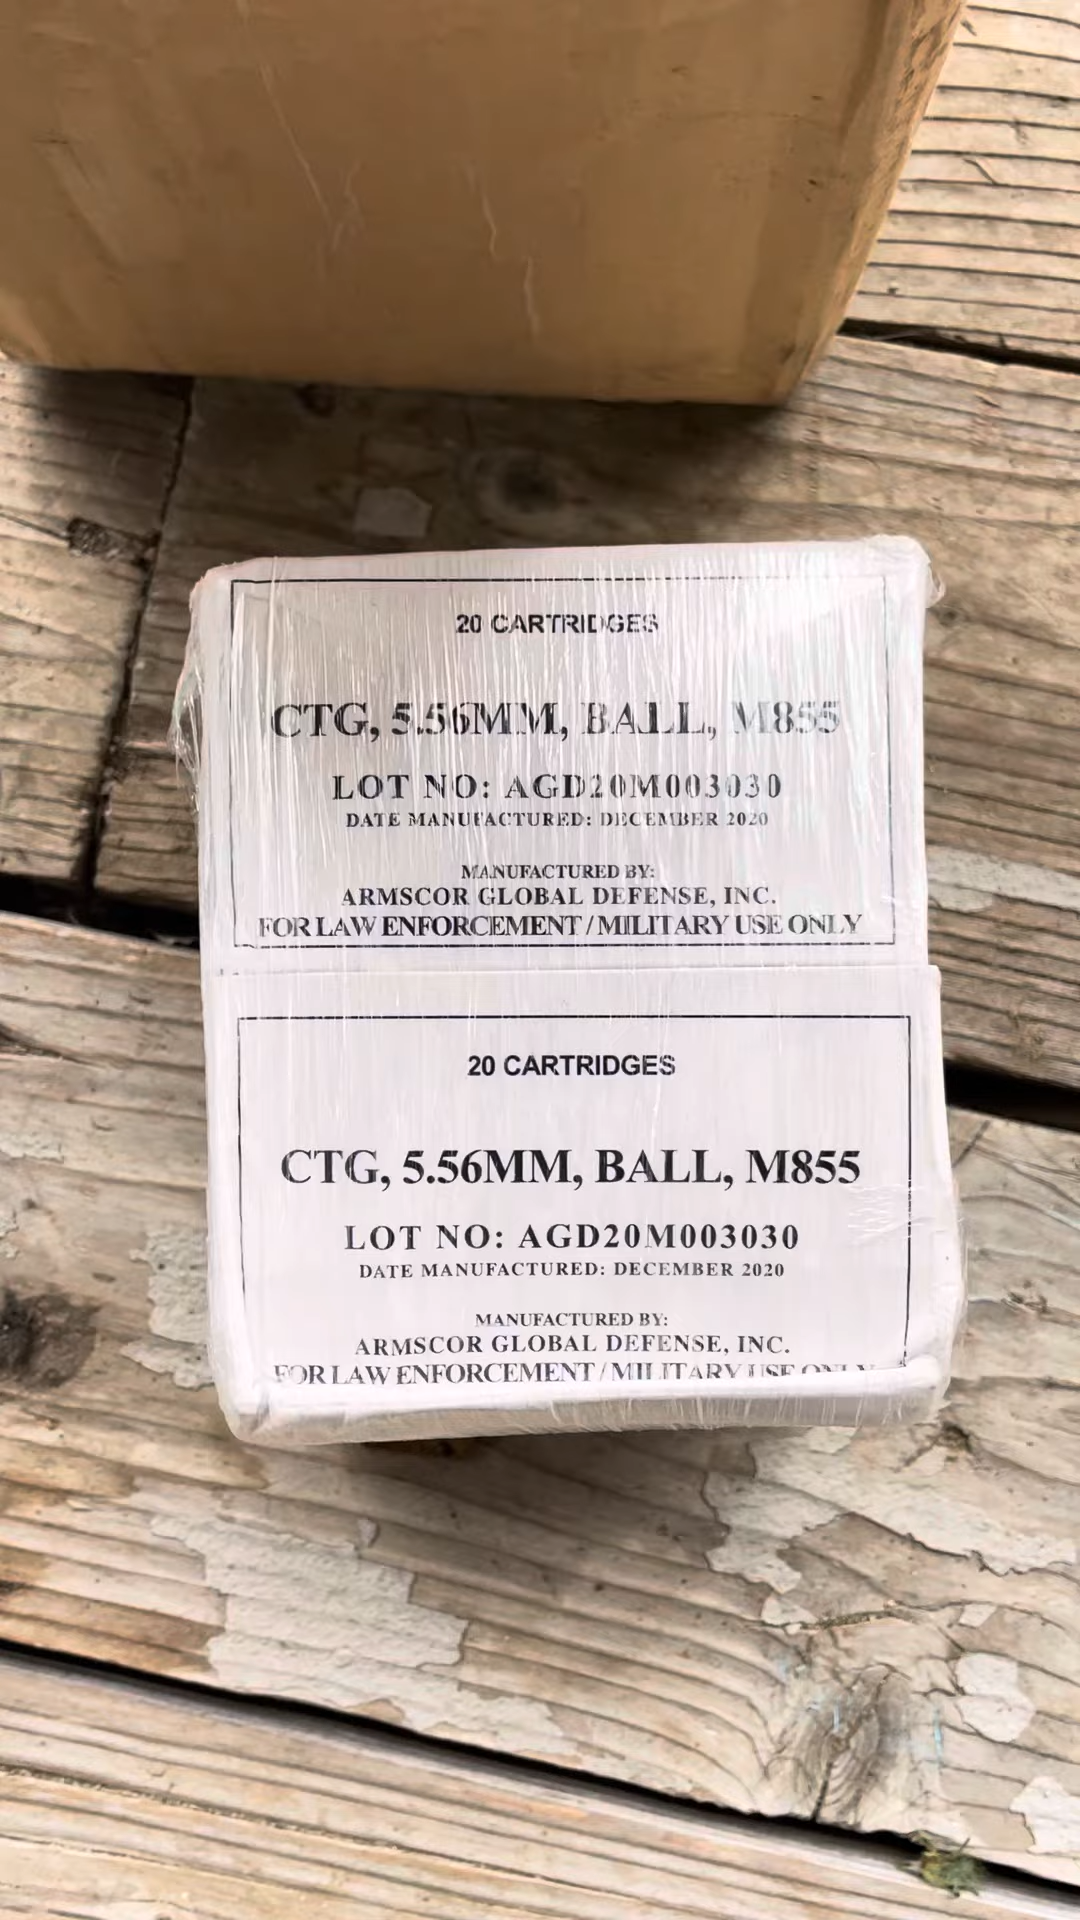 20 CARTRIDGES
CTG, 5.56MM, BALL, M855
LOT NO: AGD20M003030
DATE MANUFACTURED: DECEMBER 2020
MANUFACTURED BY:
ARMSCOR GLOBAL DEFENSE, INC.
FOR LAW ENFORCEMENT / MILITARY USE ONLY
20 CARTRIDGES
CTG, 5.56MM, BALL, M855
LOT NO: AGD20M003030
DATE MANUFACTURED: DECEMBER 2020
MANUFACTURED BY:
ARMSCOR GLOBAL DEFENSE, INC.
FOR LAW ENFORCEMENT / MILITARY USE ONLY